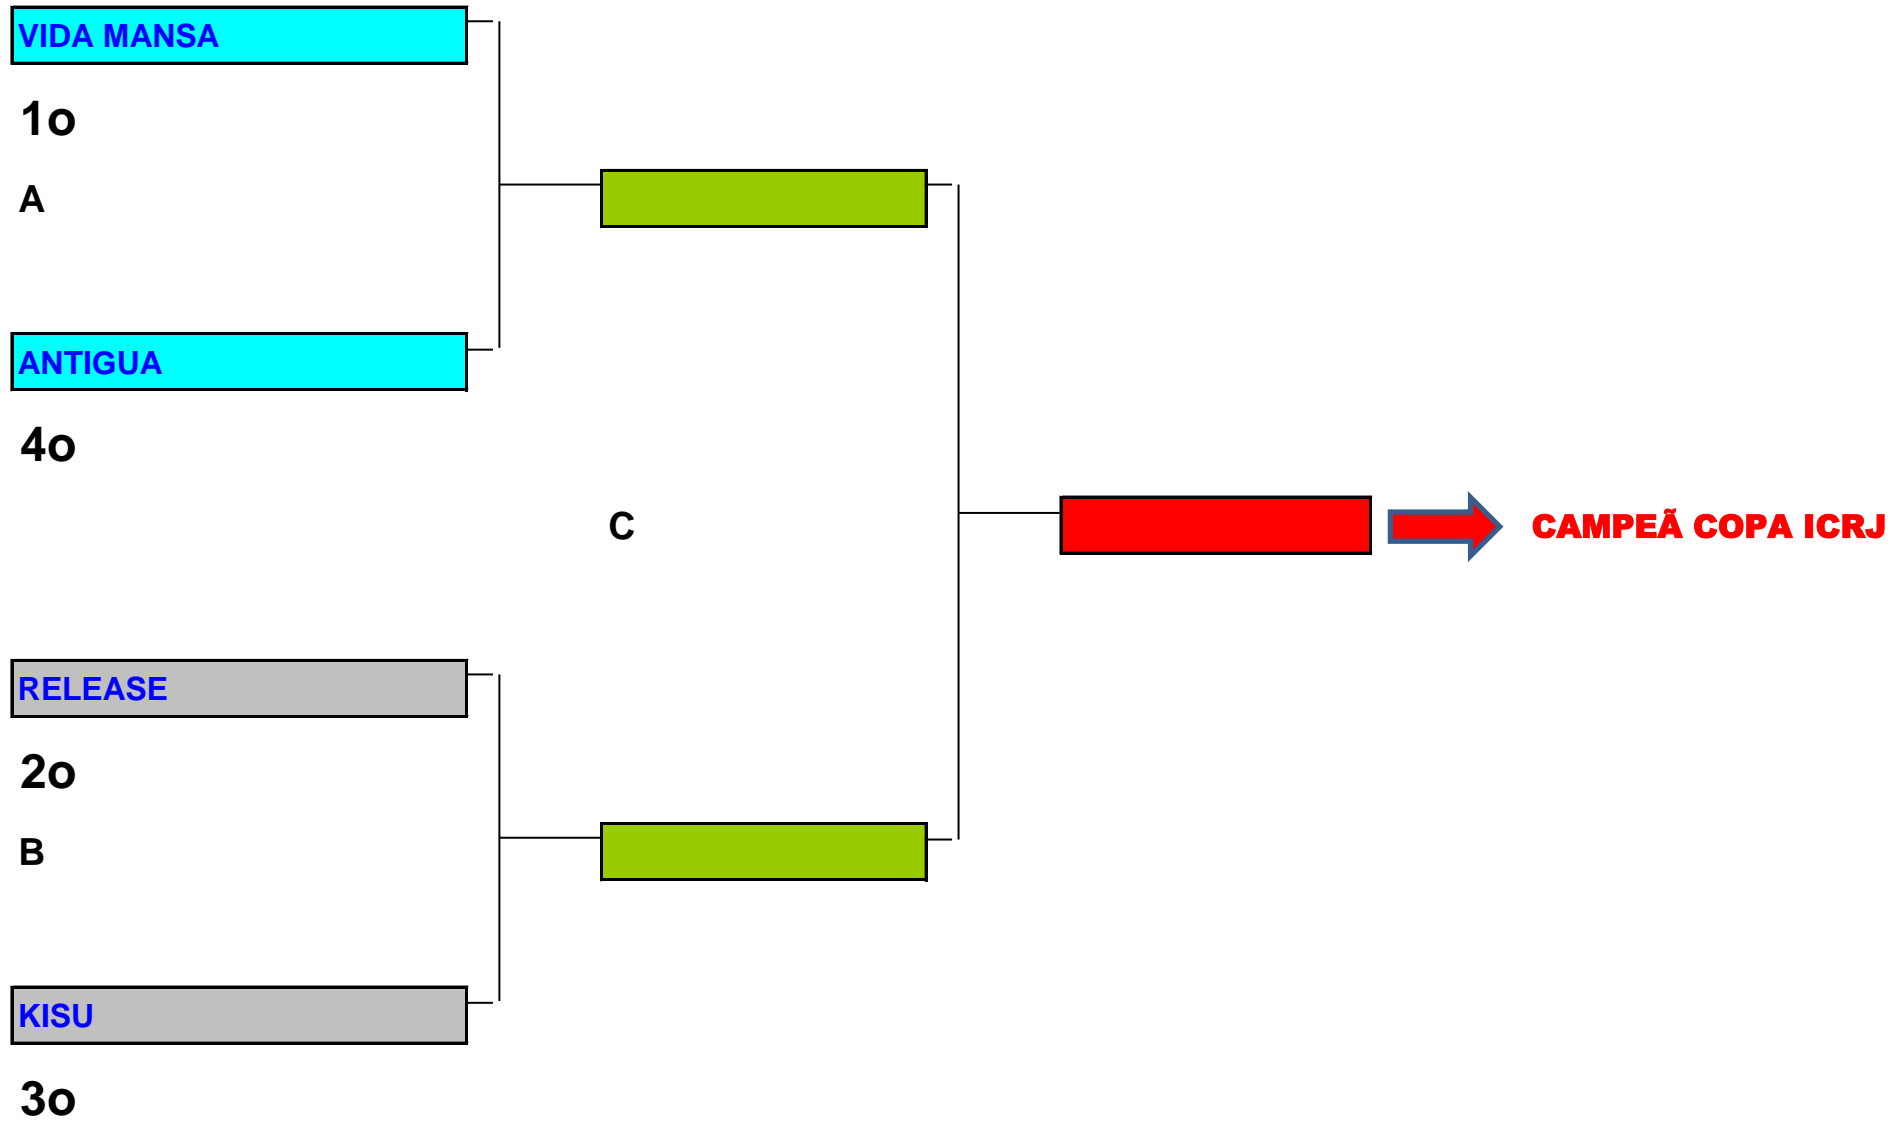 VIDA MANSA
1o
A
ANTIGUA
4o
C
CAMPEÃ COPA ICRJ
RELEASE
2o
B
KISU
3o